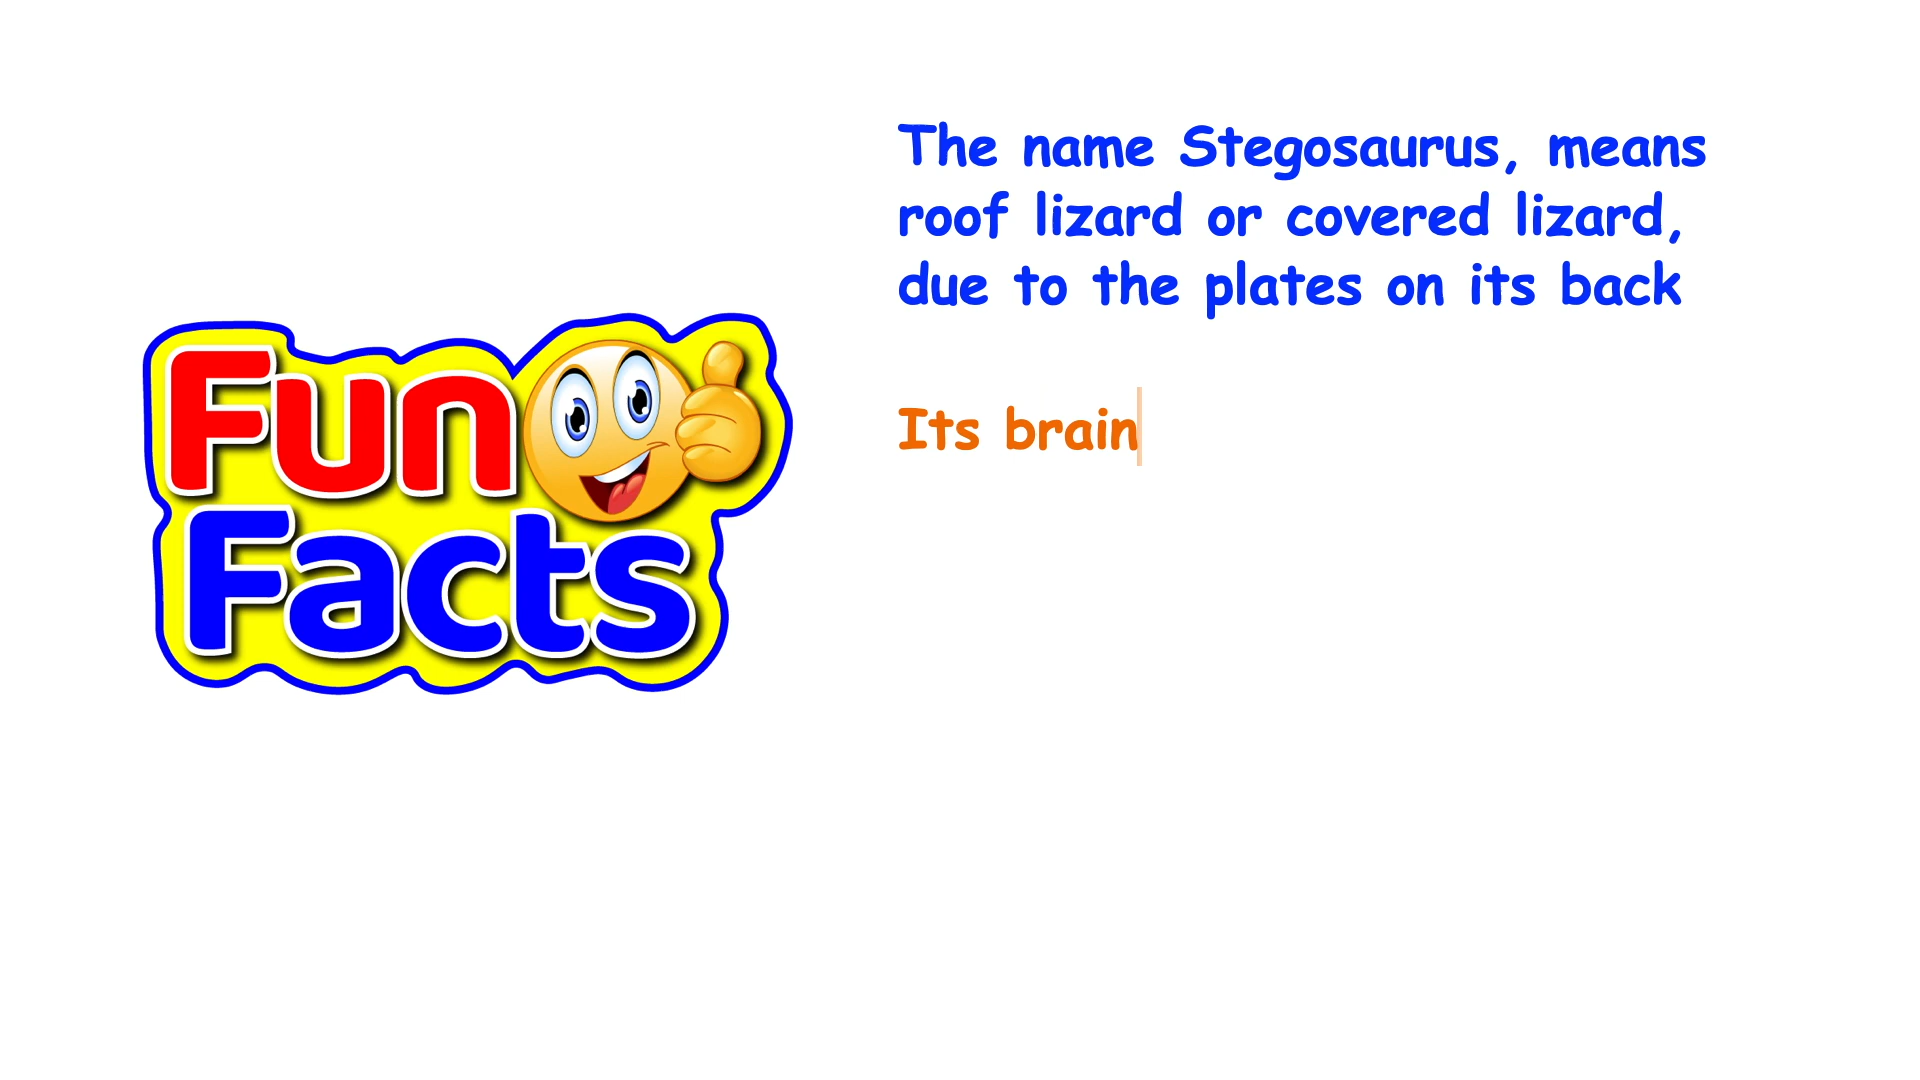 Fun
Facts
The name Stegosaurus, means
roof lizard or covered lizard,
due to the plates on its back
Its brain